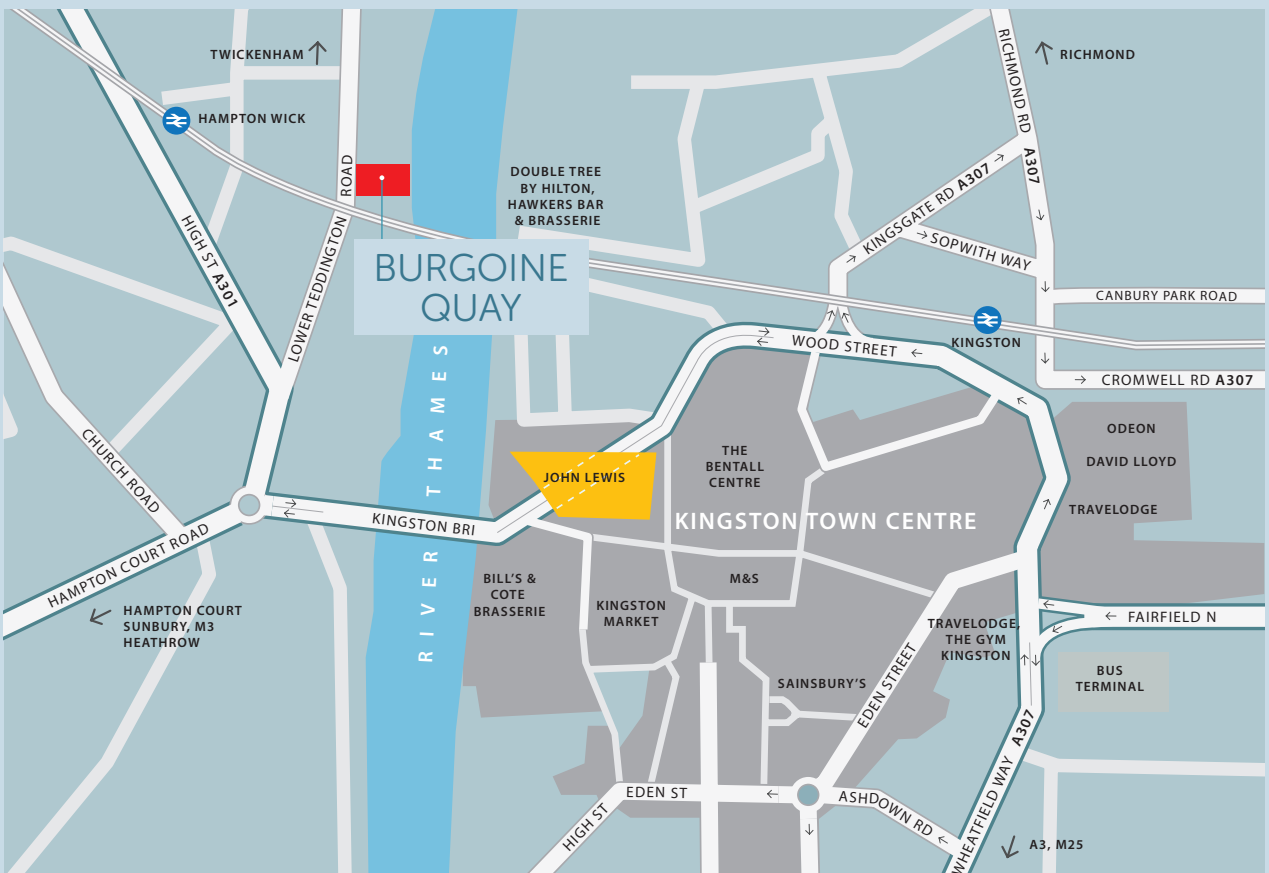 TWICKENHAM
RICHMOND RD
RICHMOND
HAMPTON WICK
ROAD
A307
DOUBLE TREE
BY HILTON,
HAWKERS BAR
& BRASSERIE
KINGSGATE RD A307
SOPWITH WAY
HIGH ST A301
LOWER TEDDINGTON
BURGOINE
QUAY
CANBURY PARK ROAD
KINGSTON
WOOD STREET
CROMWELL RD A307
RIVER THAMES
CHURCH ROAD
ODEON
DAVID LLOYD
TRAVELODGE
THE
BENTALL
CENTRE
JOHN LEWIS
KINGSTON TOWN CENTRE
KINGSTON BRI
HAMPTON COURT ROAD
HAMPTON COURT
SUNBURY, M3
HEATHROW
BILL'S &
COTE
BRASSERIE
KINGSTON
MARKET
M&S
TRAVELODGE,
THE GYM
KINGSTON
FAIRFIELD N
BUS
TERMINAL
SAINSBURY'S
EDEN STREET
WHEATFIELD WAY A307
EDEN ST
HIGH ST
ASHDOWN RD
A3, M25